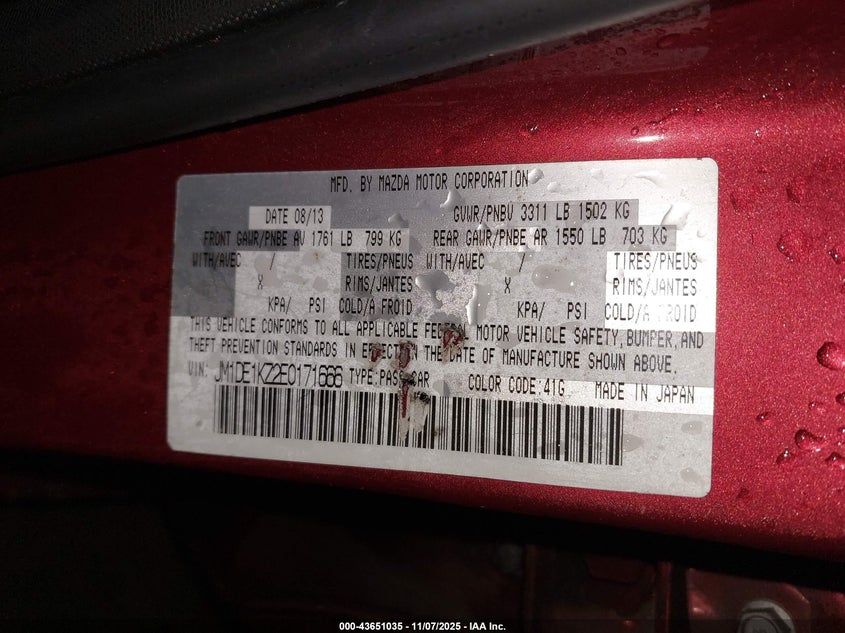 MFD. BY MAZDA MOTOR CORPORATION
DATE 08/13 GVWR/PNBV 3311 LB 1502 KG
FRONT GAWR/PNBE AV 1761 LB 799 KG REAR GAWR/PNBE AR 1550 LB 703 KG
WITH/AVEC / TIRES/PNEUS WITH/AVEC / TIRES/PNEUS
X RIMS/JANTES X RIMS/JANTES
KPA/ PSI COLD/A FROID KPA/ PSI COLD/A FROID
THIS VEHICLE CONFORMS TO ALL APPLICABLE FEDERAL MOTOR VEHICLE SAFETY, BUMPER, AND
THEFT PREVENTION STANDARDS IN EFFECT ON THE DATE OF MANUFACTURE SHOWN ABOVE.
VIN: JM1DE1KZ2E0171666 TYPE:PASS CAR COLOR CODE:41G MADE IN JAPAN
000-43651035 - 11/07/2025 - IAA Inc.